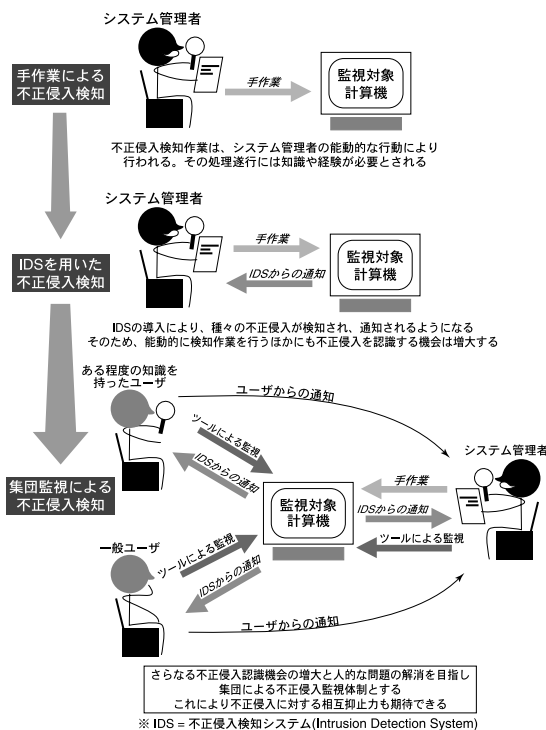 システム管理者
手作業による
不正侵入検知
手作業
監視対象
計算機
不正侵入検知作業は、システム管理者の能動的な行動により
行われる。その処理遂行には知識や経験が必要とされる
システム管理者
IDSを用いた
不正侵入検知
手作業
IDSからの通知
監視対象
計算機
IDSの導入により、種々の不正侵入が検知され、通知されるようになる
そのため、能動的に検知作業を行うほかにも不正侵入を認識する機会は増大する
ある程度の知識を
持ったユーザ
ユーザからの通知
ツールによる監視
IDSからの通知
システム管理者
集団監視による
不正侵入検知
監視対象
計算機
手作業
IDSからの通知
ツールによる監視
一般ユーザ
ツールによる監視
IDSからの通知
ユーザからの通知
さらなる不正侵入認識機会の増大と人的な問題の解消を目指し
集団による不正侵入監視体制とする
これにより不正侵入に対する相互抑止力も期待できる
※ IDS = 不正侵入検知システム(Intrusion Detection System)